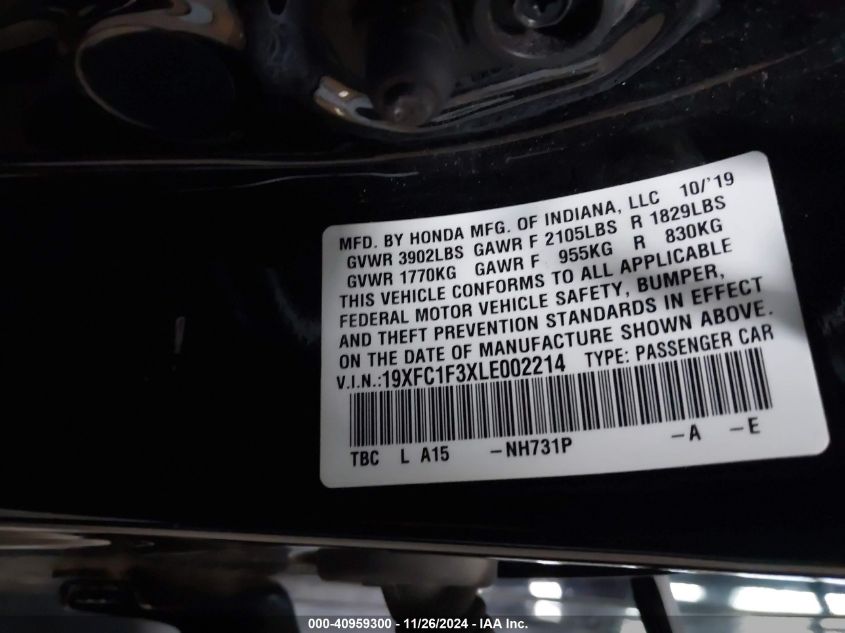 MFD. BY HONDA MFG. OF INDIANA, LLC 10/'19
GVWR 3902LBS GAWR F 2105LBS R 1829LBS
GVWR 1770KG GAWR F 955KG R 830KG
THIS VEHICLE CONFORMS TO ALL APPLICABLE
FEDERAL MOTOR VEHICLE SAFETY, BUMPER,
AND THEFT PREVENTION STANDARDS IN EFFECT
ON THE DATE OF MANUFACTURE SHOWN ABOVE.
V.I.N.:19XFC1F3XLE002214 TYPE: PASSENGER CAR
TBC L A15 -NH731P -A -E
000-40959300 - 11/26/2024 - IAA Inc.